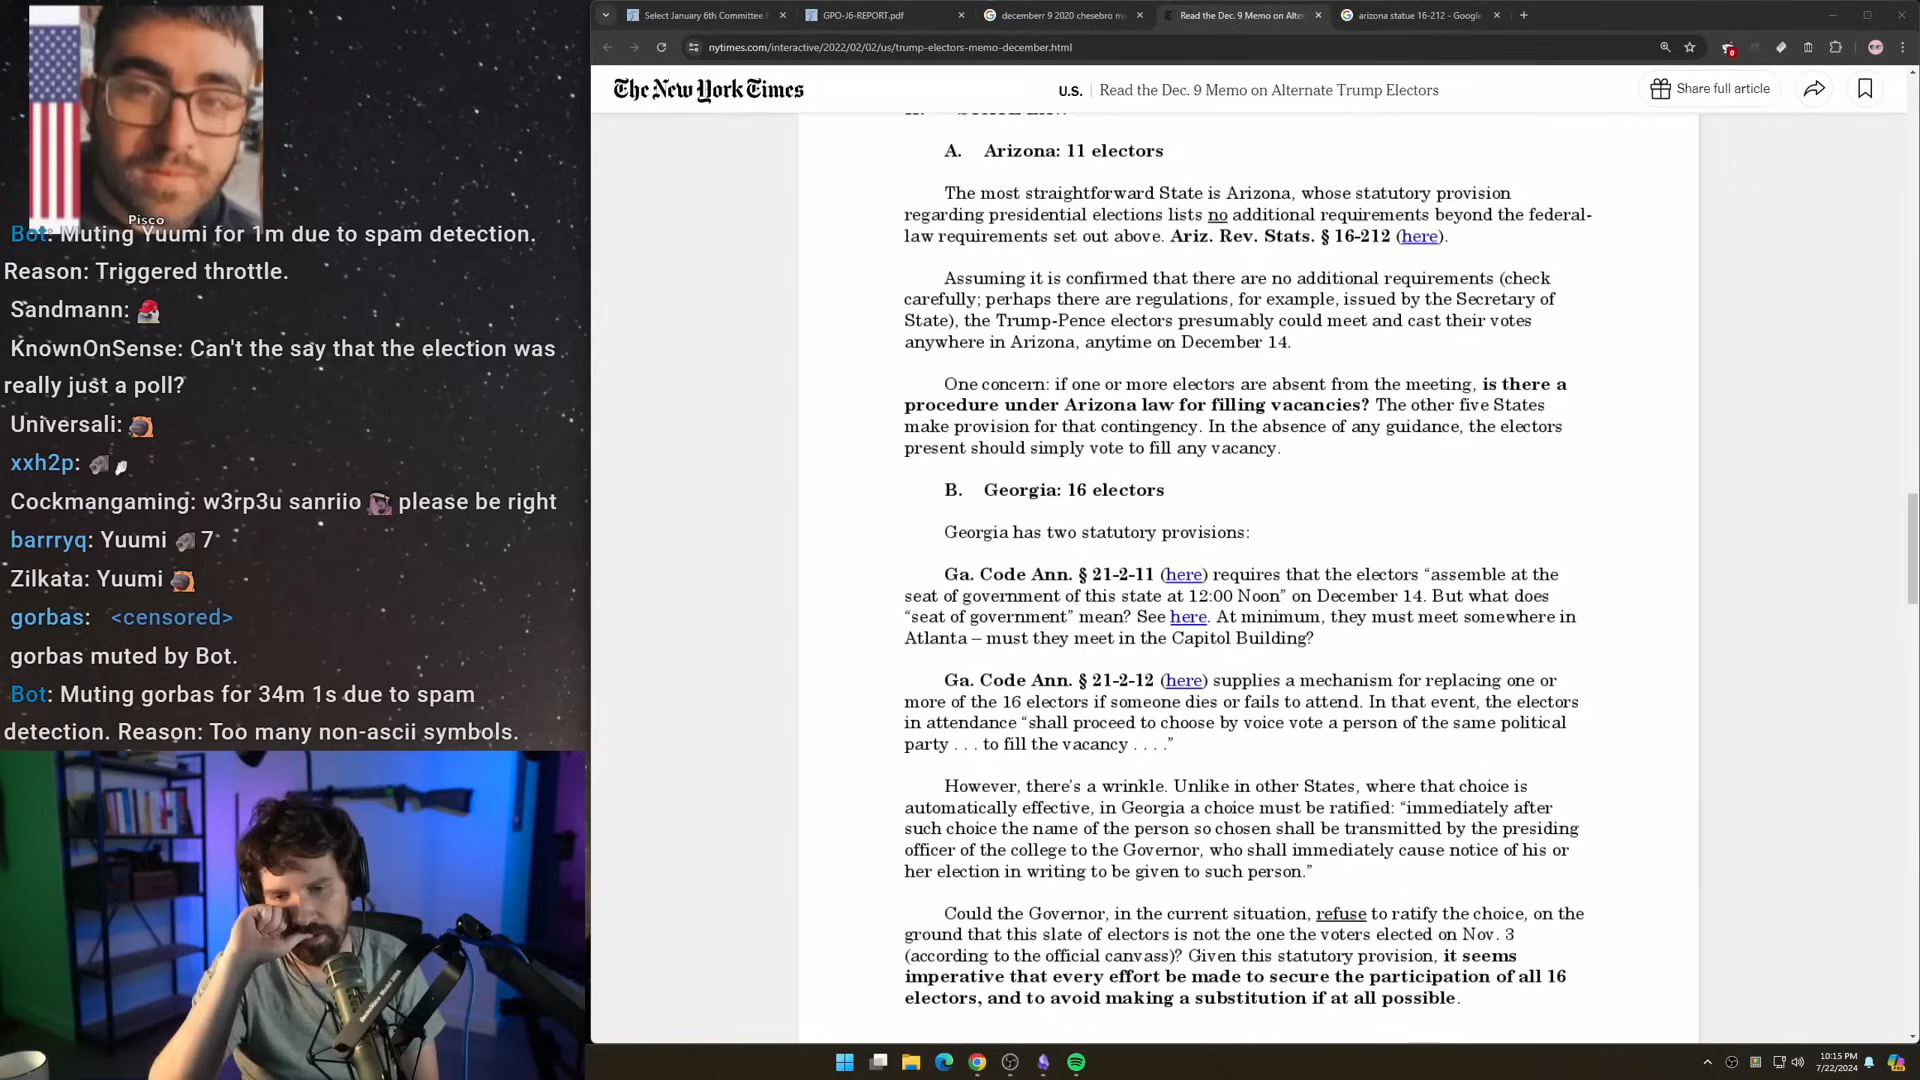 Select January 6th Committee
GPO-J6-REPORT.pdf
decemberr 9 2020 chesebro me
Read the Dec. 9 Memo on Alte
arizona statue 16-212 - Google
nytimes.com/interactive/2022/02/02/us/trump-electors-memo-december.html
0
The New York Times
U.S. Read the Dec. 9 Memo on Alternate Trump Electors
Share full article
A. Arizona: 11 electors
The most straightforward State is Arizona, whose statutory provision
regarding presidential elections lists no additional requirements beyond the federal-
law requirements set out above. Ariz. Rev. Stats. § 16-212 (here).
Assuming it is confirmed that there are no additional requirements (check
carefully; perhaps there are regulations, for example, issued by the Secretary of
State), the Trump-Pence electors presumably could meet and cast their votes
anywhere in Arizona, anytime on December 14.
One concern: if one or more electors are absent from the meeting, is there a
procedure under Arizona law for filling vacancies? The other five States
make provision for that contingency. In the absence of any guidance, the electors
present should simply vote to fill any vacancy.
B. Georgia: 16 electors
Georgia has two statutory provisions:
Ga. Code Ann. § 21-2-11 (here) requires that the electors “assemble at the
seat of government of this state at 12:00 Noon” on December 14. But what does
“seat of government” mean? See here. At minimum, they must meet somewhere in
Atlanta – must they meet in the Capitol Building?
Ga. Code Ann. § 21-2-12 (here) supplies a mechanism for replacing one or
more of the 16 electors if someone dies or fails to attend. In that event, the electors
in attendance “shall proceed to choose by voice vote a person of the same political
party . . . to fill the vacancy . . . .”
However, there’s a wrinkle. Unlike in other States, where that choice is
automatically effective, in Georgia a choice must be ratified: “immediately after
such choice the name of the person so chosen shall be transmitted by the presiding
officer of the college to the Governor, who shall immediately cause notice of his or
her election in writing to be given to such person.”
Could the Governor, in the current situation, refuse to ratify the choice, on the
ground that this slate of electors is not the one the voters elected on Nov. 3
(according to the official canvass)? Given this statutory provision, it seems
imperative that every effort be made to secure the participation of all 16
electors, and to avoid making a substitution if at all possible.
Pisco
Bot: Muting Yuumi for 1m due to spam detection.
Reason: Triggered throttle.
Sandmann:
KnownOnSense: Can't the say that the election was
really just a poll?
Universali:
xxh2p:
Cockmangaming: w3rp3u sanriio please be right
barrryq: Yuumi 7
Zilkata: Yuumi
gorbas: <censored>
gorbas muted by Bot.
Bot: Muting gorbas for 34m 1s due to spam
detection. Reason: Too many non-ascii symbols.
10:15 PM
7/22/2024